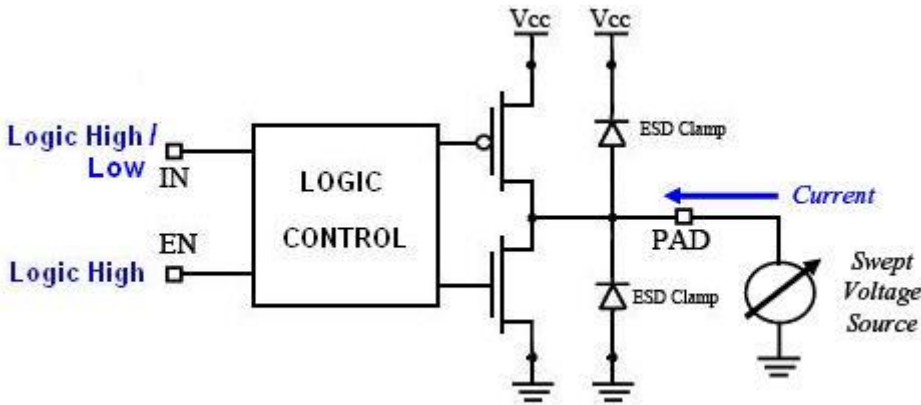 Vcc
Vcc
Logic High /
Low
IN
LOGIC
CONTROL
EN
Logic High
ESD Clamp
ESD Clamp
Current
PAD
Swept
Voltage
Source